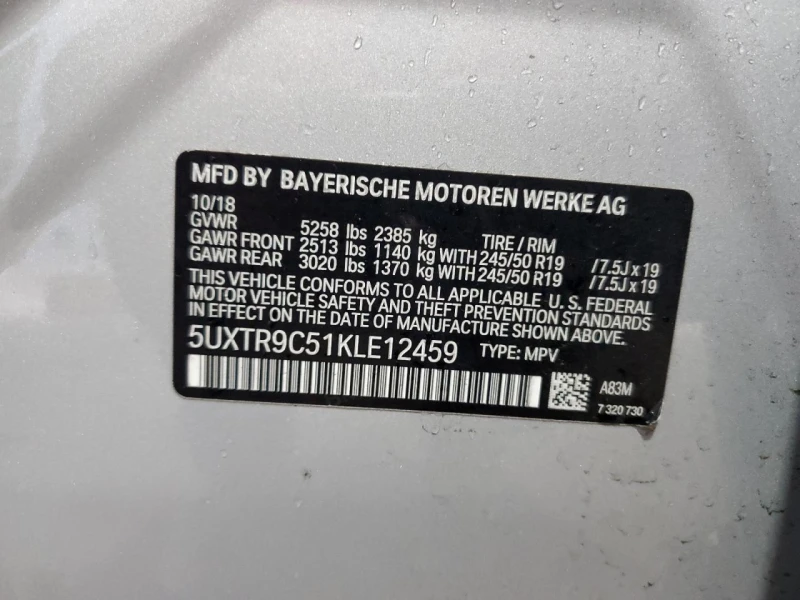 MFD BY BAYERISCHE MOTOREN WERKE AG
10/18
GVWR 5258 lbs 2385 kg TIRE / RIM
GAWR FRONT 2513 lbs 1140 kg WITH 245/50 R19 /7.5J x 19
GAWR REAR 3020 lbs 1370 kg WITH 245/50 R19 /7.5J x 19
THIS VEHICLE CONFORMS TO ALL APPLICABLE U. S. FEDERAL
MOTOR VEHICLE SAFETY AND THEFT PREVENTION STANDARDS
IN EFFECT ON THE DATE OF MANUFACTURE SHOWN ABOVE.
5UXTR9C51KLE12459 TYPE: MPV
A83M
7 320 730